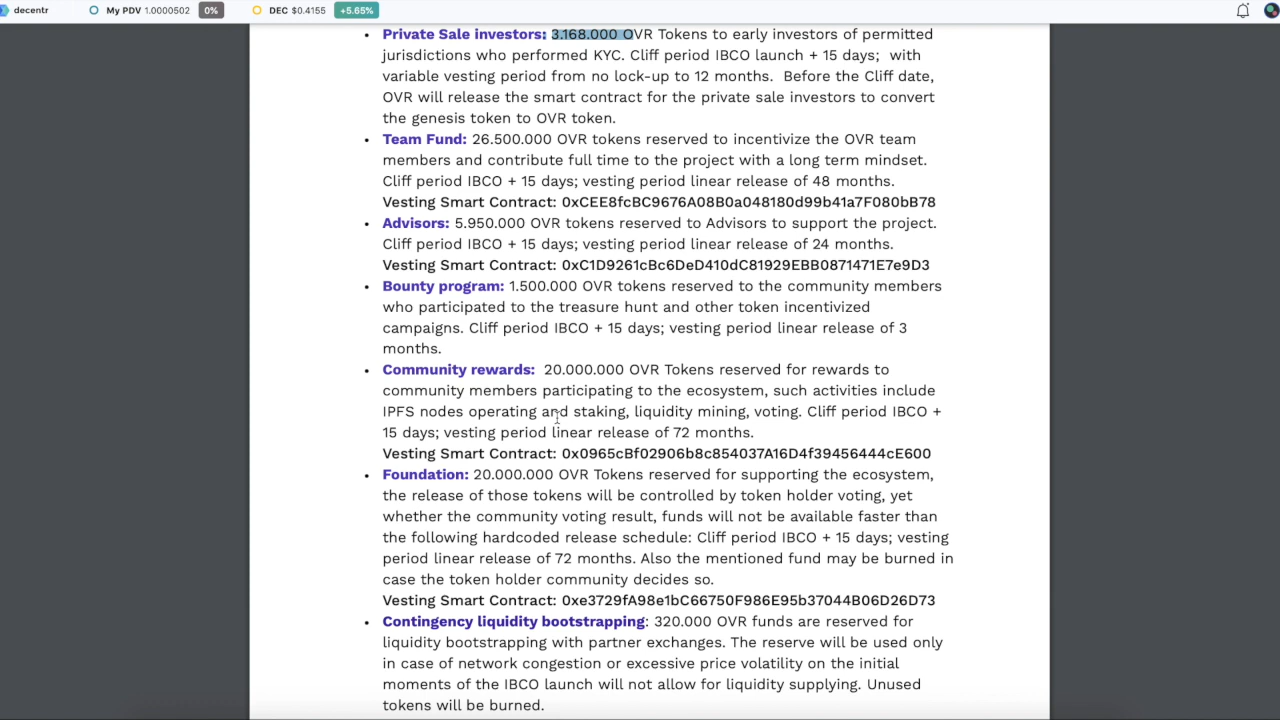 decentr My PDV 1.0000502 0% DEC $0.4155 +5.65%
• Private Sale investors: 3.168.000 OVR Tokens to early investors of permitted
jurisdictions who performed KYC. Cliff period IBCO launch + 15 days;  with
variable vesting period from no lock-up to 12 months.  Before the Cliff date,
OVR will release the smart contract for the private sale investors to convert
the genesis token to OVR token.
• Team Fund: 26.500.000 OVR tokens reserved to incentivize the OVR team
members and contribute full time to the project with a long term mindset.
Cliff period IBCO + 15 days; vesting period linear release of 48 months.
Vesting Smart Contract: 0xCEE8fcBC9676A08B0a048180d99b41a7F080bB78
• Advisors: 5.950.000 OVR tokens reserved to Advisors to support the project.
Cliff period IBCO + 15 days; vesting period linear release of 24 months.
Vesting Smart Contract: 0xC1D9261cBc6DeD410dC81929EBB0871471E7e9D3
• Bounty program: 1.500.000 OVR tokens reserved to the community members
who participated to the treasure hunt and other token incentivized
campaigns. Cliff period IBCO + 15 days; vesting period linear release of 3
months.
• Community rewards:  20.000.000 OVR Tokens reserved for rewards to
community members participating to the ecosystem, such activities include
IPFS nodes operating and staking, liquidity mining, voting. Cliff period IBCO +
15 days; vesting period linear release of 72 months.
Vesting Smart Contract: 0x0965cBf02906b8c854037A16D4f39456444cE600
• Foundation: 20.000.000 OVR Tokens reserved for supporting the ecosystem,
the release of those tokens will be controlled by token holder voting, yet
whether the community voting result, funds will not be available faster than
the following hardcoded release schedule: Cliff period IBCO + 15 days; vesting
period linear release of 72 months. Also the mentioned fund may be burned in
case the token holder community decides so.
Vesting Smart Contract: 0xe3729fA98e1bC66750F986E95b37044B06D26D73
• Contingency liquidity bootstrapping: 320.000 OVR funds are reserved for
liquidity bootstrapping with partner exchanges. The reserve will be used only
in case of network congestion or excessive price volatility on the initial
moments of the IBCO launch will not allow for liquidity supplying. Unused
tokens will be burned.